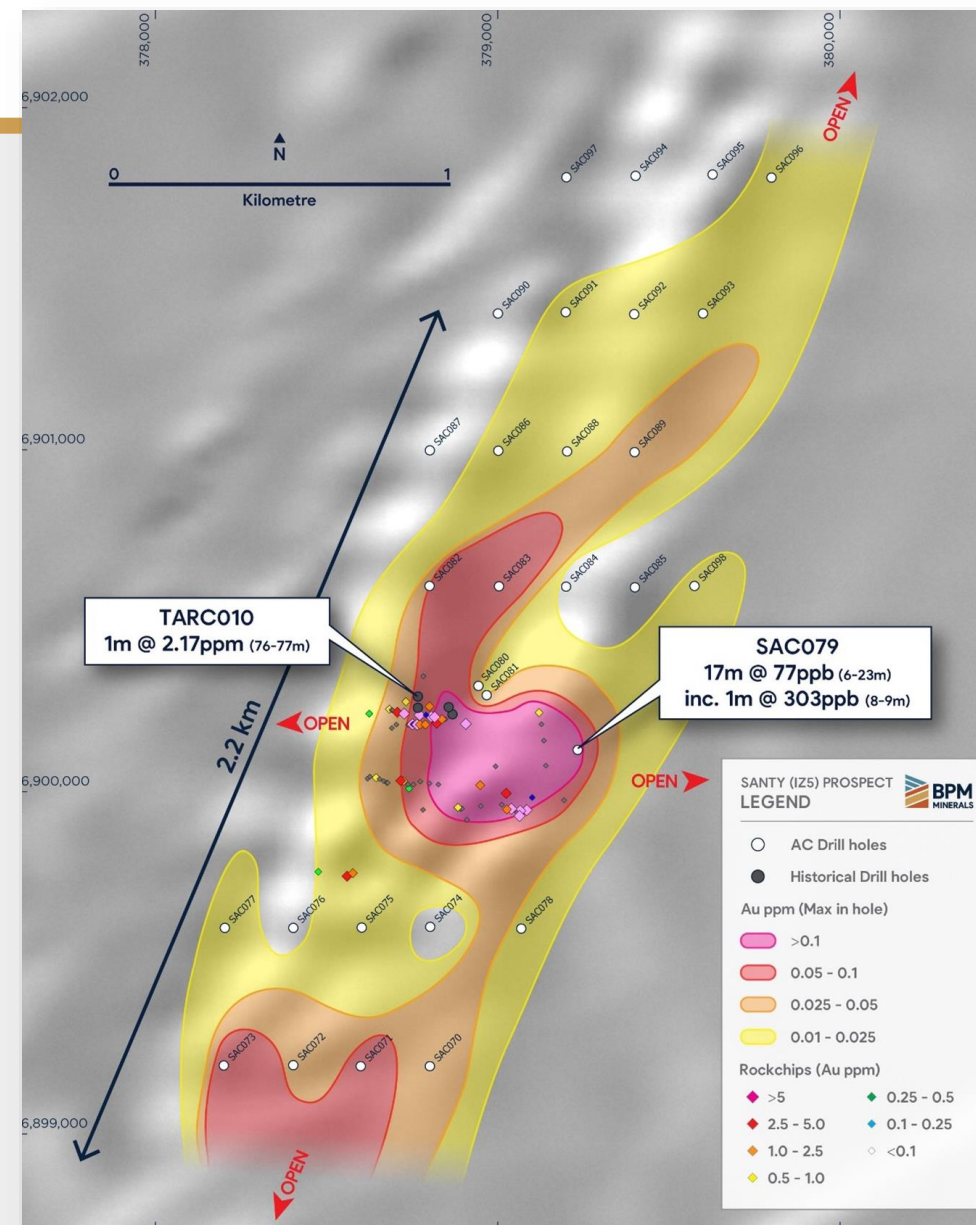 378,000
379,000
380,000
6,902,000
OPEN
N
0 1
Kilometre
SAC097
SAC094
SAC095
SAC096
SAC090
SAC091
SAC092
SAC093
6,901,000
SAC087
SAC086
SAC088
SAC089
SAC082
SAC083
SAC084
SAC085
SAC098
TARC010
1m @ 2.17ppm (76-77m)
SAC079
17m @ 77ppb (6-23m)
inc. 1m @ 303ppb (8-9m)
SAC080
SAC081
2.2 km
OPEN
6,900,000
OPEN
SAC077
SAC076
SAC075
SAC074
SAC078
SAC073
SAC072
SAC071
SAC070
6,899,000
OPEN
SANTY (IZ5) PROSPECT
LEGEND
BPM
MINERALS
AC Drill holes
Historical Drill holes
Au ppm (Max in hole)
>0.1
0.05 - 0.1
0.025 - 0.05
0.01 - 0.025
Rockchips (Au ppm)
>5
2.5 - 5.0
1.0 - 2.5
0.5 - 1.0
0.25 - 0.5
0.1 - 0.25
<0.1